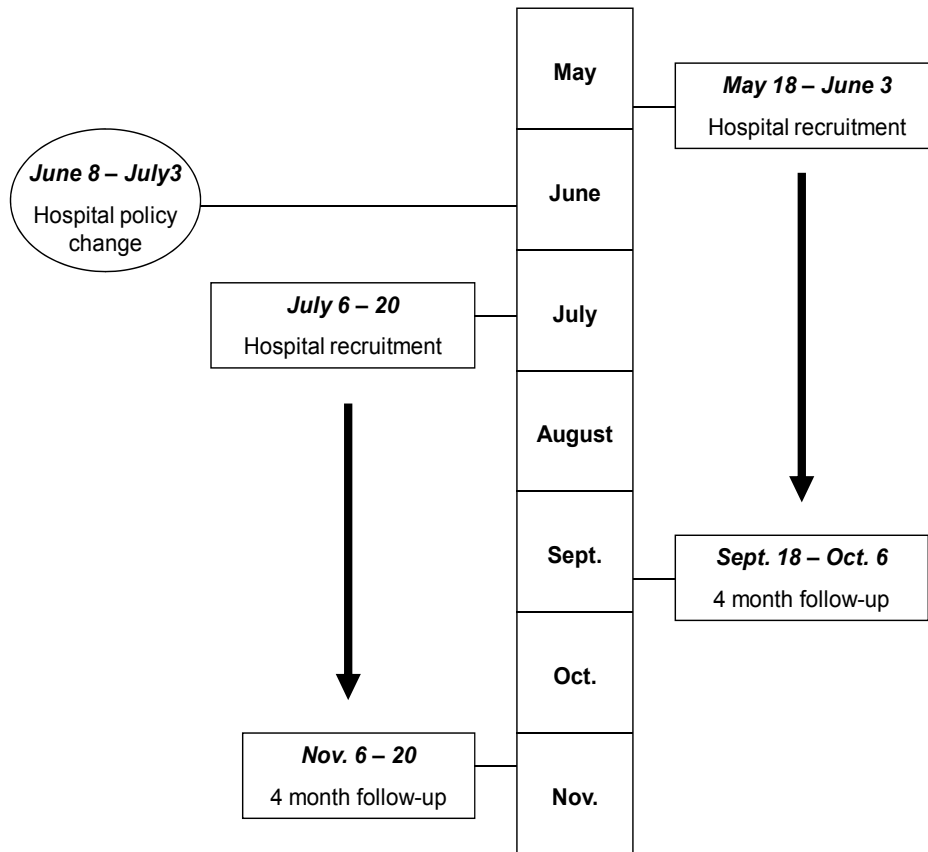 May
May 18 – June 3
Hospital recruitment
June 8 – July3
Hospital policy
change
June
July 6 – 20
Hospital recruitment
July
August
Sept.
Sept. 18 – Oct. 6
4 month follow-up
Oct.
Nov. 6 – 20
4 month follow-up
Nov.